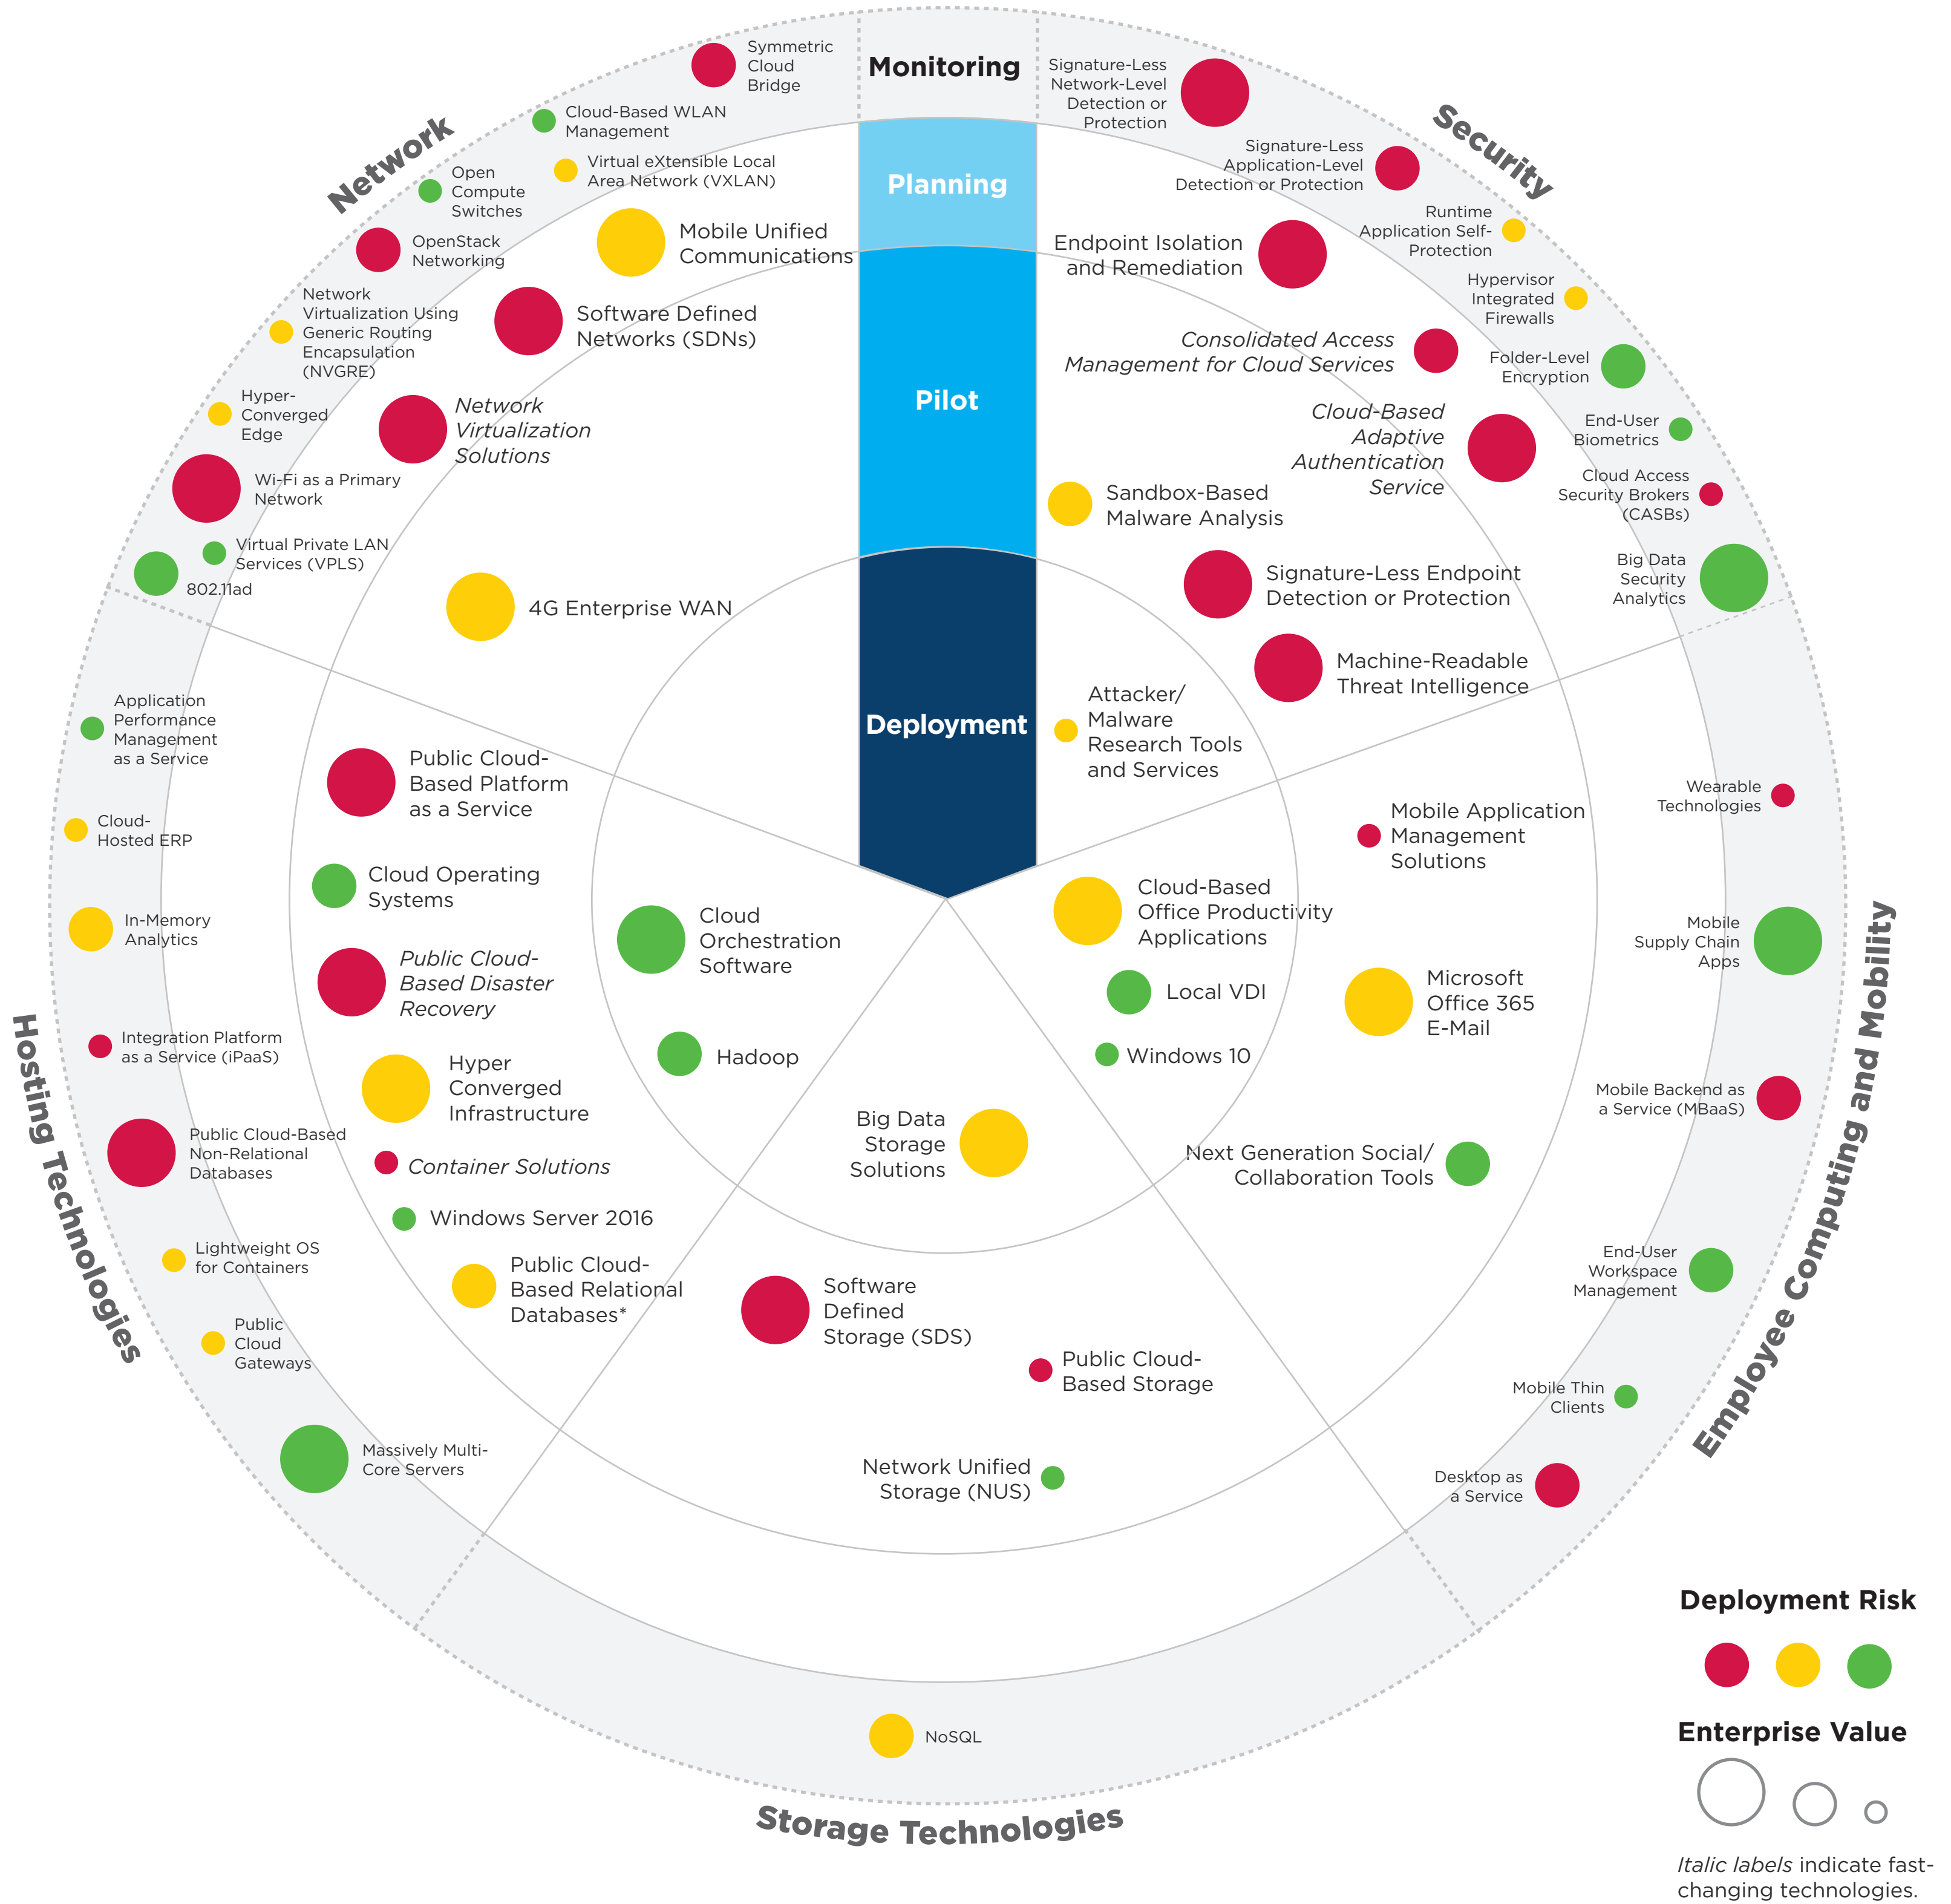 Monitoring
Planning
Pilot
Deployment
Network
Symmetric
Cloud
Bridge
Cloud-Based WLAN
Management
Virtual eXtensible Local
Area Network (VXLAN)
Open
Compute
Switches
Mobile Unified
Communications
OpenStack
Networking
Software Defined
Networks (SDNs)
Network
Virtualization Using
Generic Routing
Encapsulation
(NVGRE)
Hyper-
Converged
Edge
Network
Virtualization
Solutions
Wi-Fi as a Primary
Network
Virtual Private LAN
Services (VPLS)
802.11ad
4G Enterprise WAN
Security
Signature-Less
Network-Level
Detection or
Protection
Signature-Less
Application-Level
Detection or Protection
Runtime
Application Self-
Protection
Endpoint Isolation
and Remediation
Hypervisor
Integrated
Firewalls
Consolidated Access
Management for Cloud Services
Folder-Level
Encryption
Cloud-Based
Adaptive
Authentication
Service
End-User
Biometrics
Cloud Access
Security Brokers
(CASBs)
Sandbox-Based
Malware Analysis
Big Data
Security
Analytics
Signature-Less Endpoint
Detection or Protection
Machine-Readable
Threat Intelligence
Attacker/
Malware
Research Tools
and Services
Employee Computing and Mobility
Wearable
Technologies
Mobile Application
Management
Solutions
Cloud-Based
Office Productivity
Applications
Mobile
Supply Chain
Apps
Local VDI
Microsoft
Office 365
E-Mail
Windows 10
Mobile Backend as
a Service (MBaaS)
Next Generation Social/
Collaboration Tools
End-User
Workspace
Management
Mobile Thin
Clients
Desktop as
a Service
Hosting Technologies
Application
Performance
Management
as a Service
Public Cloud-
Based Platform
as a Service
Cloud-
Hosted ERP
Cloud Operating
Systems
In-Memory
Analytics
Cloud
Orchestration
Software
Public Cloud-
Based Disaster
Recovery
Integration Platform
as a Service (iPaaS)
Hadoop
Hyper
Converged
Infrastructure
Public Cloud-Based
Non-Relational
Databases
Container Solutions
Windows Server 2016
Lightweight OS
for Containers
Public Cloud-
Based Relational
Databases*
Public
Cloud
Gateways
Massively Multi-
Core Servers
Big Data
Storage
Solutions
Software
Defined
Storage (SDS)
Public Cloud-
Based Storage
Network Unified
Storage (NUS)
NoSQL
Storage Technologies
Deployment Risk
Enterprise Value
Italic labels indicate fast-
changing technologies.